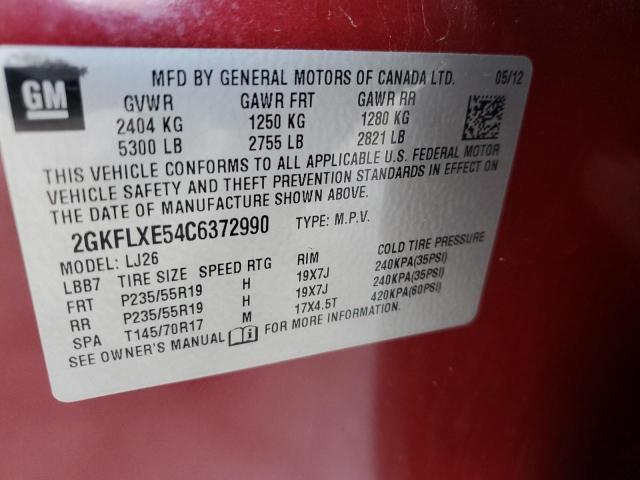 GM
MFD BY GENERAL MOTORS OF CANADA LTD. 05/12
GVWR GAWR FRT GAWR RR
2404 KG 1250 KG 1280 KG
5300 LB 2755 LB 2821 LB
THIS VEHICLE CONFORMS TO ALL APPLICABLE U.S. FEDERAL MOTOR
VEHICLE SAFETY AND THEFT PREVENTION STANDARDS IN EFFECT ON
THE DATE OF MANUFACTURE SHOWN ABOVE.
2GKFLXE54C6372990 TYPE: M.P.V.
MODEL: LJ26
LBB7 TIRE SIZE SPEED RTG RIM COLD TIRE PRESSURE
FRT P235/55R19 H 19X7J 240KPA(35PSI)
RR P235/55R19 H 19X7J 240KPA(35PSI)
SPA T145/70R17 M 17X4.5T 420KPA(60PSI)
SEE OWNER'S MANUAL FOR MORE INFORMATION.